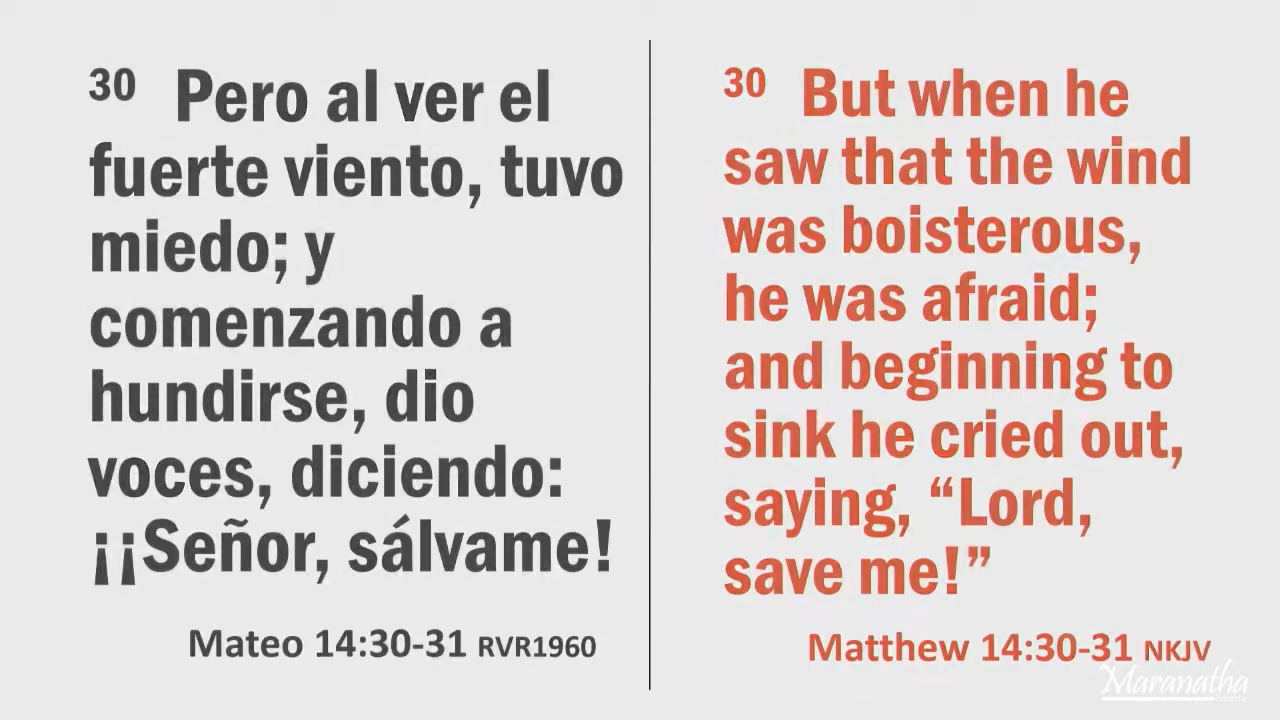 30 Pero al ver el
fuerte viento, tuvo
miedo; y
comenzando a
hundirse, dio
voces, diciendo:
¡¡Señor, sálvame!
Mateo 14:30-31 RVR1960
30 But when he
saw that the wind
was boisterous,
he was afraid;
and beginning to
sink he cried out,
saying, “Lord,
save me!”
Matthew 14:30-31 NKJV
Maranatha